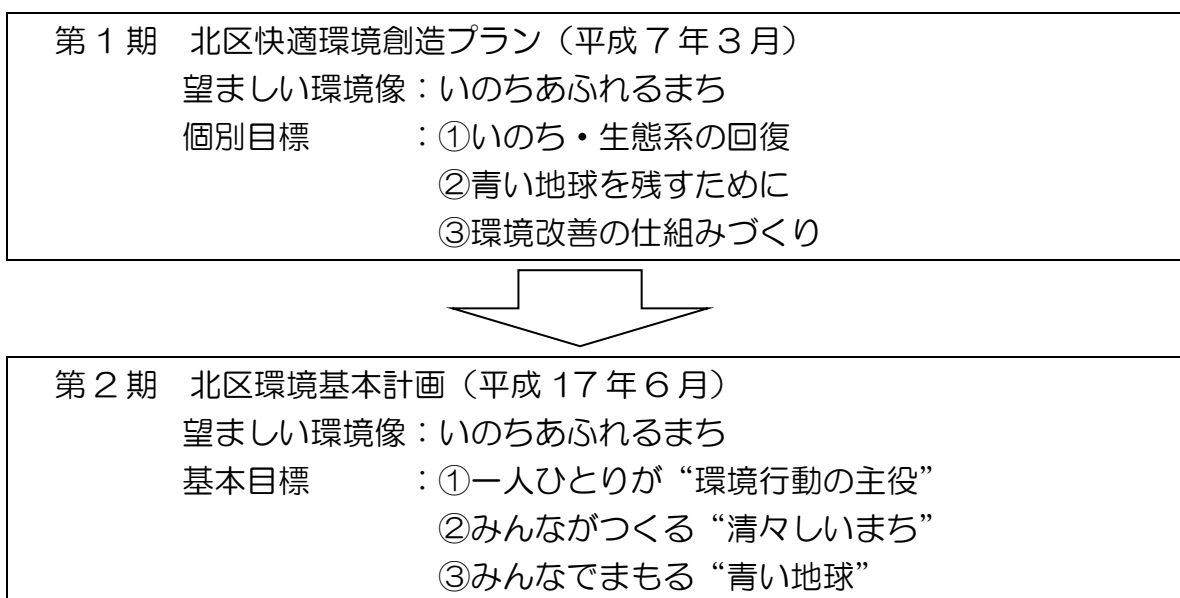 第1期 北区快適環境創造プラン（平成7年3月）
望ましい環境像：いのちあふれるまち
個別目標 ：①いのち・生態系の回復
②青い地球を残すために
③環境改善の仕組みづくり
第2期 北区環境基本計画（平成17年6月）
望ましい環境像：いのちあふれるまち
基本目標 ：①一人ひとりが“環境行動の主役”
②みんながつくる“清々しいまち”
③みんなでまもる“青い地球”